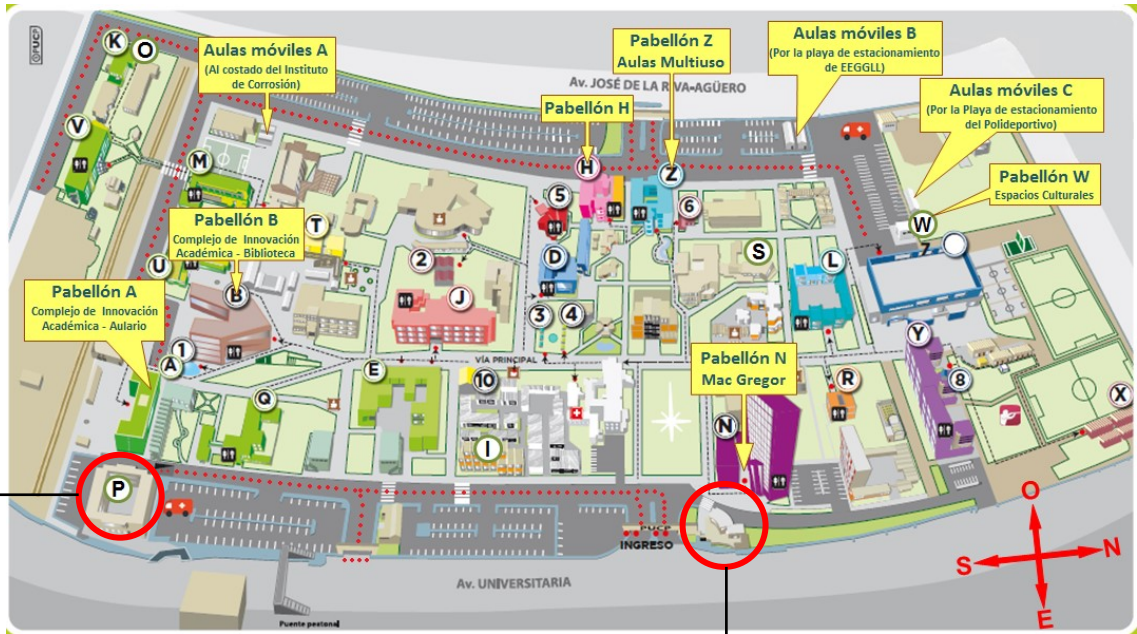 ©PUCP
K
O
Aulas móviles A
(Al costado del Instituto
de Corrosión)
Pabellón Z
Aulas Multiuso
Aulas móviles B
(Por la playa de estacionamiento
de EEGGLL)
Av. JOSÉ DE LA RIVA-AGÜERO
Aulas móviles C
(Por la Playa de estacionamiento
del Polideportivo)
Pabellón H
V
M
H
Z
Pabellón W
Espacios Culturales
5
6
W
Pabellón B
Complejo de Innovación
Académica - Biblioteca
T
2
D
S
L
7
U
B
J
Pabellón A
Complejo de Innovación
Académica - Aulario
3
4
Y
1
A
VÍA PRINCIPAL
Pabellón N
Mac Gregor
E
10
R
8
X
Q
I
N
P
PUCP
INGRESO
O
S
N
E
Av. UNIVERSITARIA
Puente peatonal